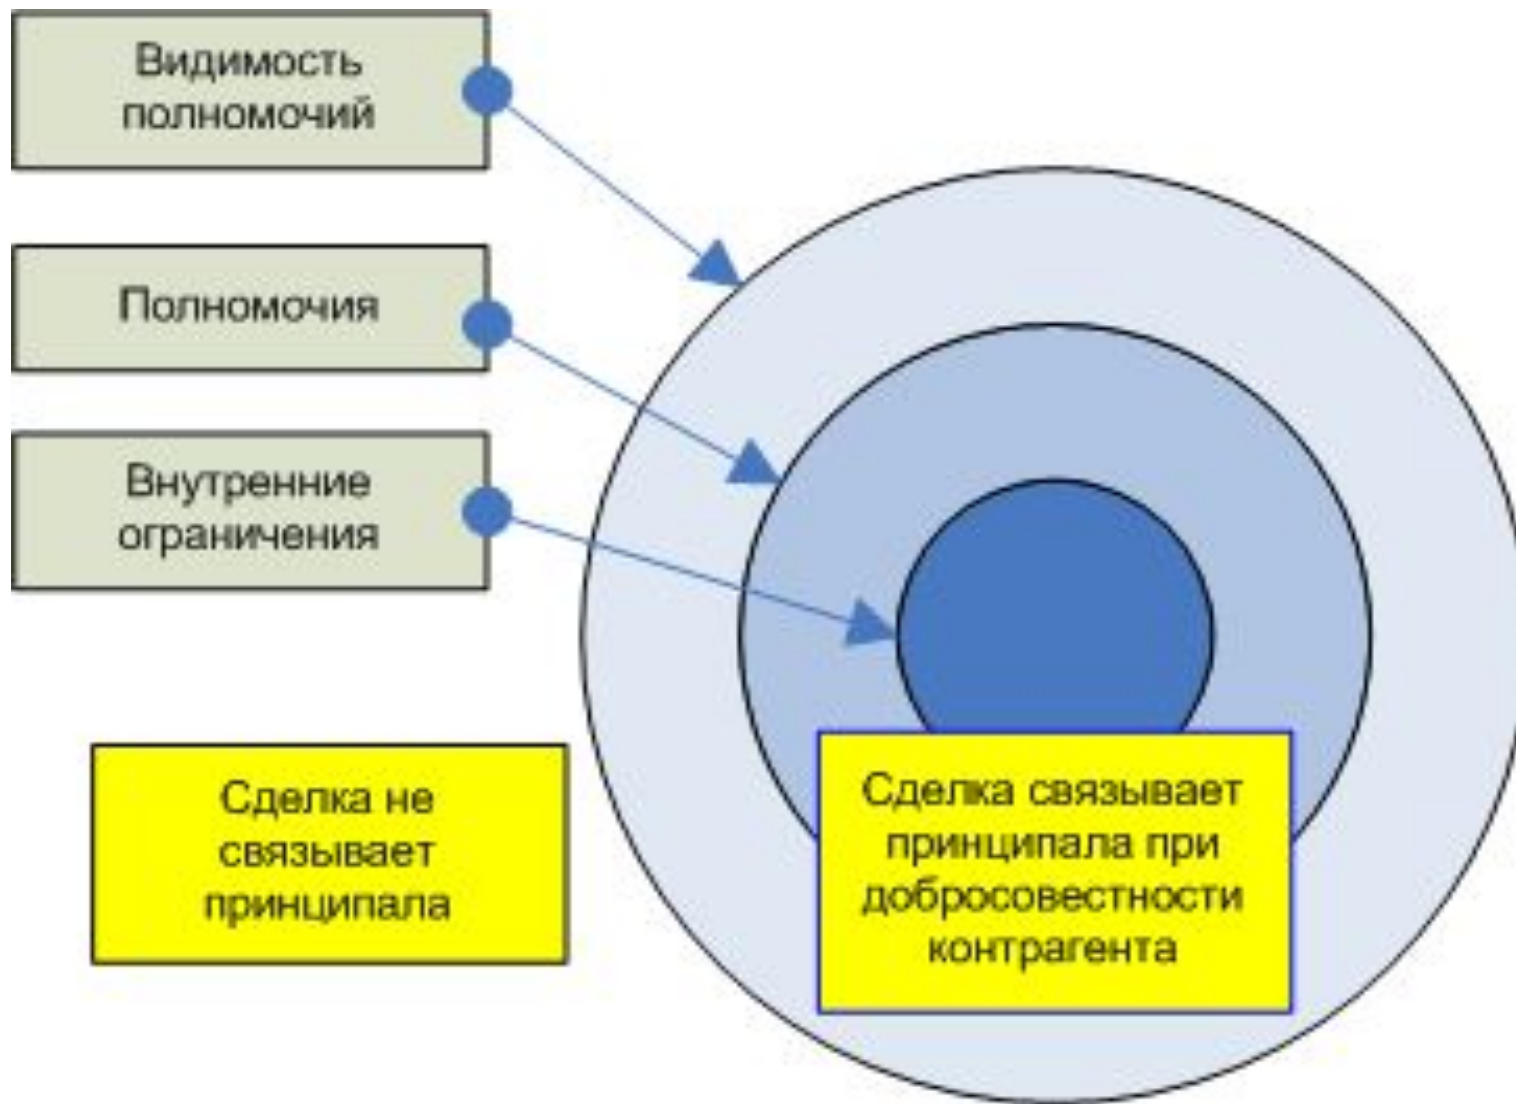 Видимость
полномочий
Полномочия
Внутренние
ограничения
Сделка не
связывает
принципала
Сделка связывает
принципала при
добросовестности
контрагента